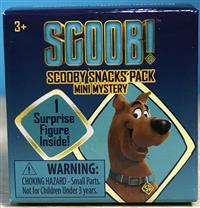 3+
SCOOB!
SCOOBY SNACKS PACK
MINI MYSTERY
1
Surprise
Figure
Inside!
WARNING:
CHOKING HAZARD - Small Parts.
Not for Children Under 3 years.